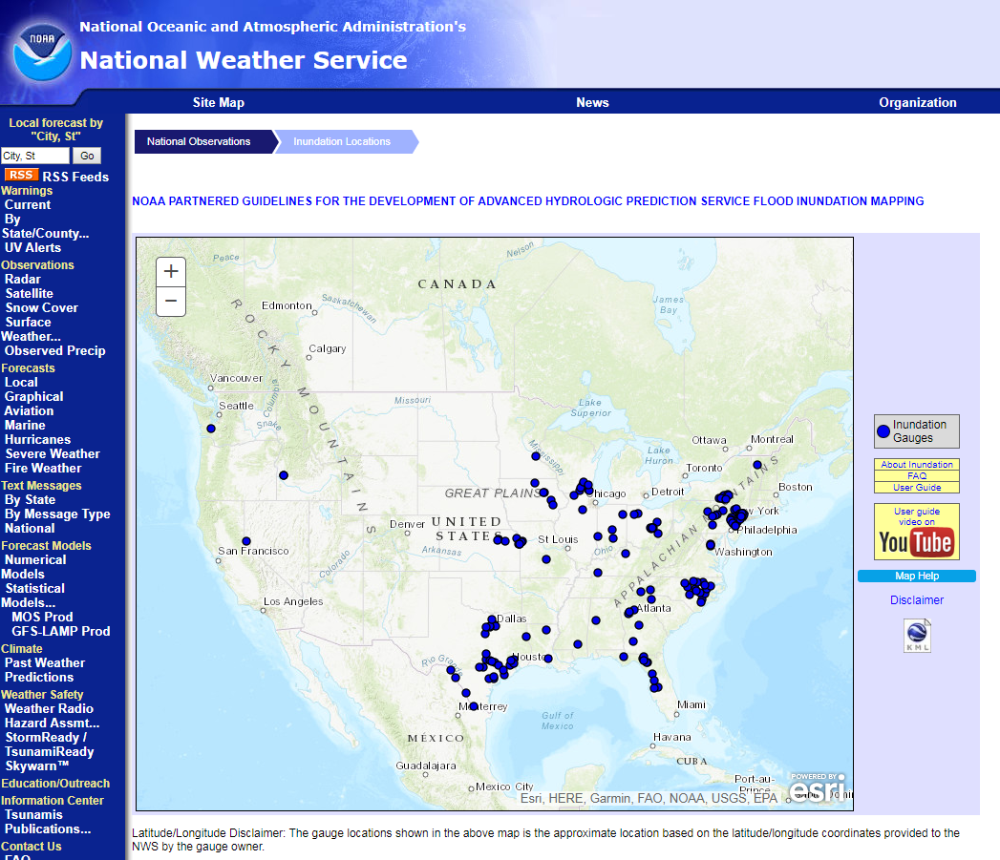 NOAA
National Oceanic and Atmospheric Administration's
National Weather Service
Site Map
News
Organization
Local forecast by
"City, St"
City, St
Go
RSS
RSS Feeds
Warnings
Current
By
State/County...
UV Alerts
Observations
Radar
Satellite
Snow Cover
Surface
Weather...
Observed Precip
Forecasts
Local
Graphical
Aviation
Marine
Hurricanes
Severe Weather
Fire Weather
Text Messages
By State
By Message Type
National
Forecast Models
Numerical
Models
Statistical
Models...
MOS Prod
GFS-LAMP Prod
Climate
Past Weather
Predictions
Weather Safety
Weather Radio
Hazard Assmt...
StormReady /
TsunamiReady
Skywarn™
Education/Outreach
Information Center
Tsunamis
Publications...
Contact Us
FAQ
National Observations
Inundation Locations
NOAA PARTNERED GUIDELINES FOR THE DEVELOPMENT OF ADVANCED HYDROLOGIC PREDICTION SERVICE FLOOD INUNDATION MAPPING
+
−
Peace
Nelson
CANADA
James
Bay
Edmonton
Saskatchewan
ROCKY MOUNTAINS
Calgary
Vancouver
Columbia
Seattle
Snake
Missouri
Lake
Superior
Mississippi
Lake
Huron
Ottawa
Montreal
Toronto
Boston
GREAT PLAINS
Chicago
Detroit
New York
Philadelphia
Denver
UNITED
STATES
St Louis
Ohio
APPALACHIAN MOUNTAINS
Washington
San Francisco
Arkansas
Colorado
Los Angeles
Atlanta
Dallas
Houston
Rio Grande
Monterrey
Gulf of
Mexico
Miami
MÉXICO
Havana
CUBA
Guadalajara
Mexico City
Port-au-
Prince
Santo Domin
POWERED BY
esri
Esri, HERE, Garmin, FAO, NOAA, USGS, EPA
Inundation
Gauges
About Inundation
FAQ
User Guide
User guide
video on
YouTube
Map Help
Disclaimer
KML
Latitude/Longitude Disclaimer: The gauge locations shown in the above map is the approximate location based on the latitude/longitude coordinates provided to the
NWS by the gauge owner.